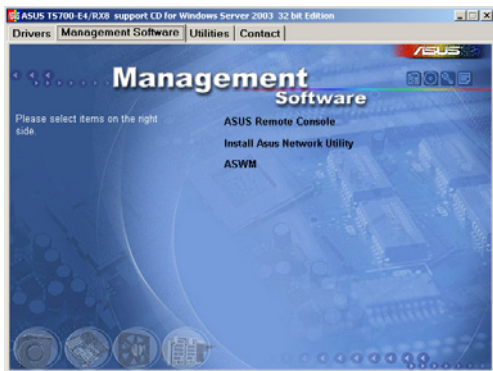 ASUS TS700-E4/RX8 support CD for Windows Server 2003 32 bit Edition
Drivers Management Software Utilities Contact
ASUS
Management
Software
Please select items on the right
side.
ASUS Remote Console
Install Asus Network Utility
ASWM